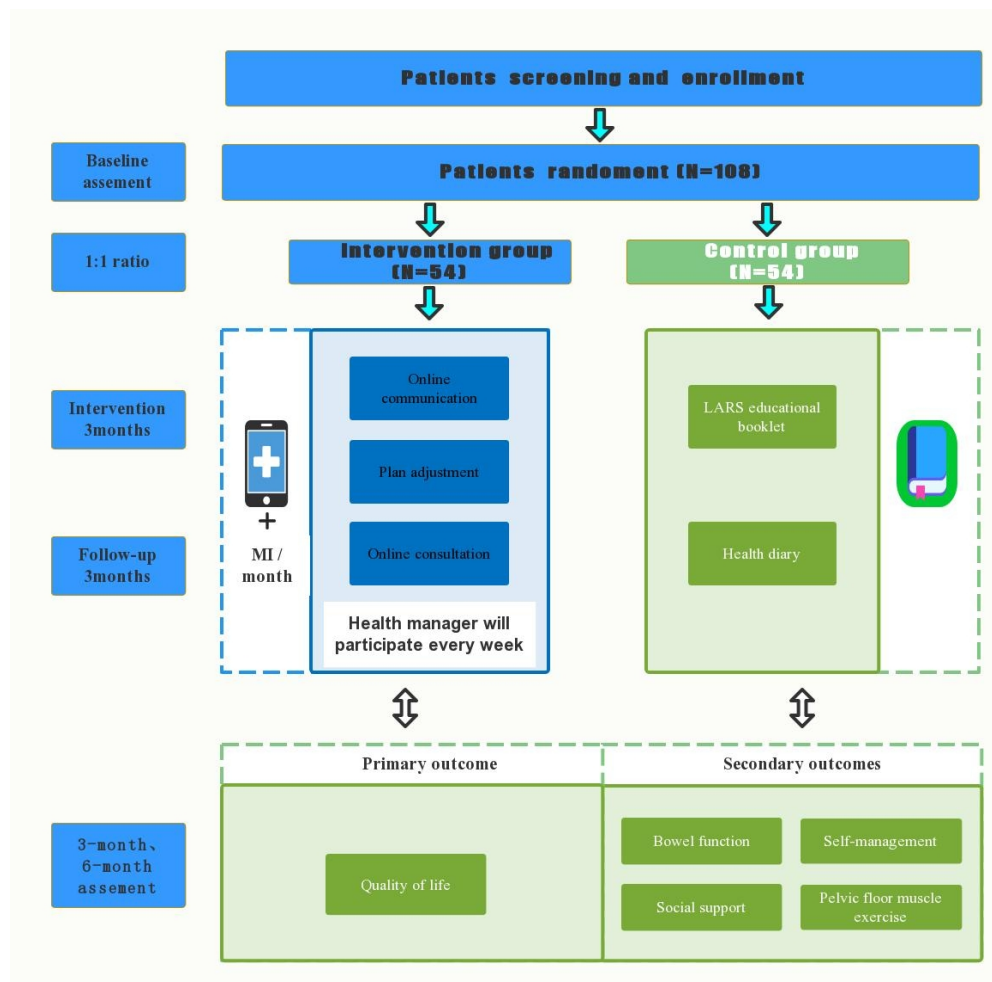 Patients screening and enrollment
Baseline
assement
Patients randoment (N=108)
1:1 ratio
Intervention group
(N=54)
Control group
(N=54)
Intervention
3months
Online
communication
Plan adjustment
Online consultation
Health manager will
participate every week
+
MI /
month
LARS educational
booklet
Health diary
Follow-up
3months
Primary outcome
Secondary outcomes
3-month、
6-month
assement
Quality of life
Bowel function
Self-management
Social support
Pelvic floor muscle
exercise